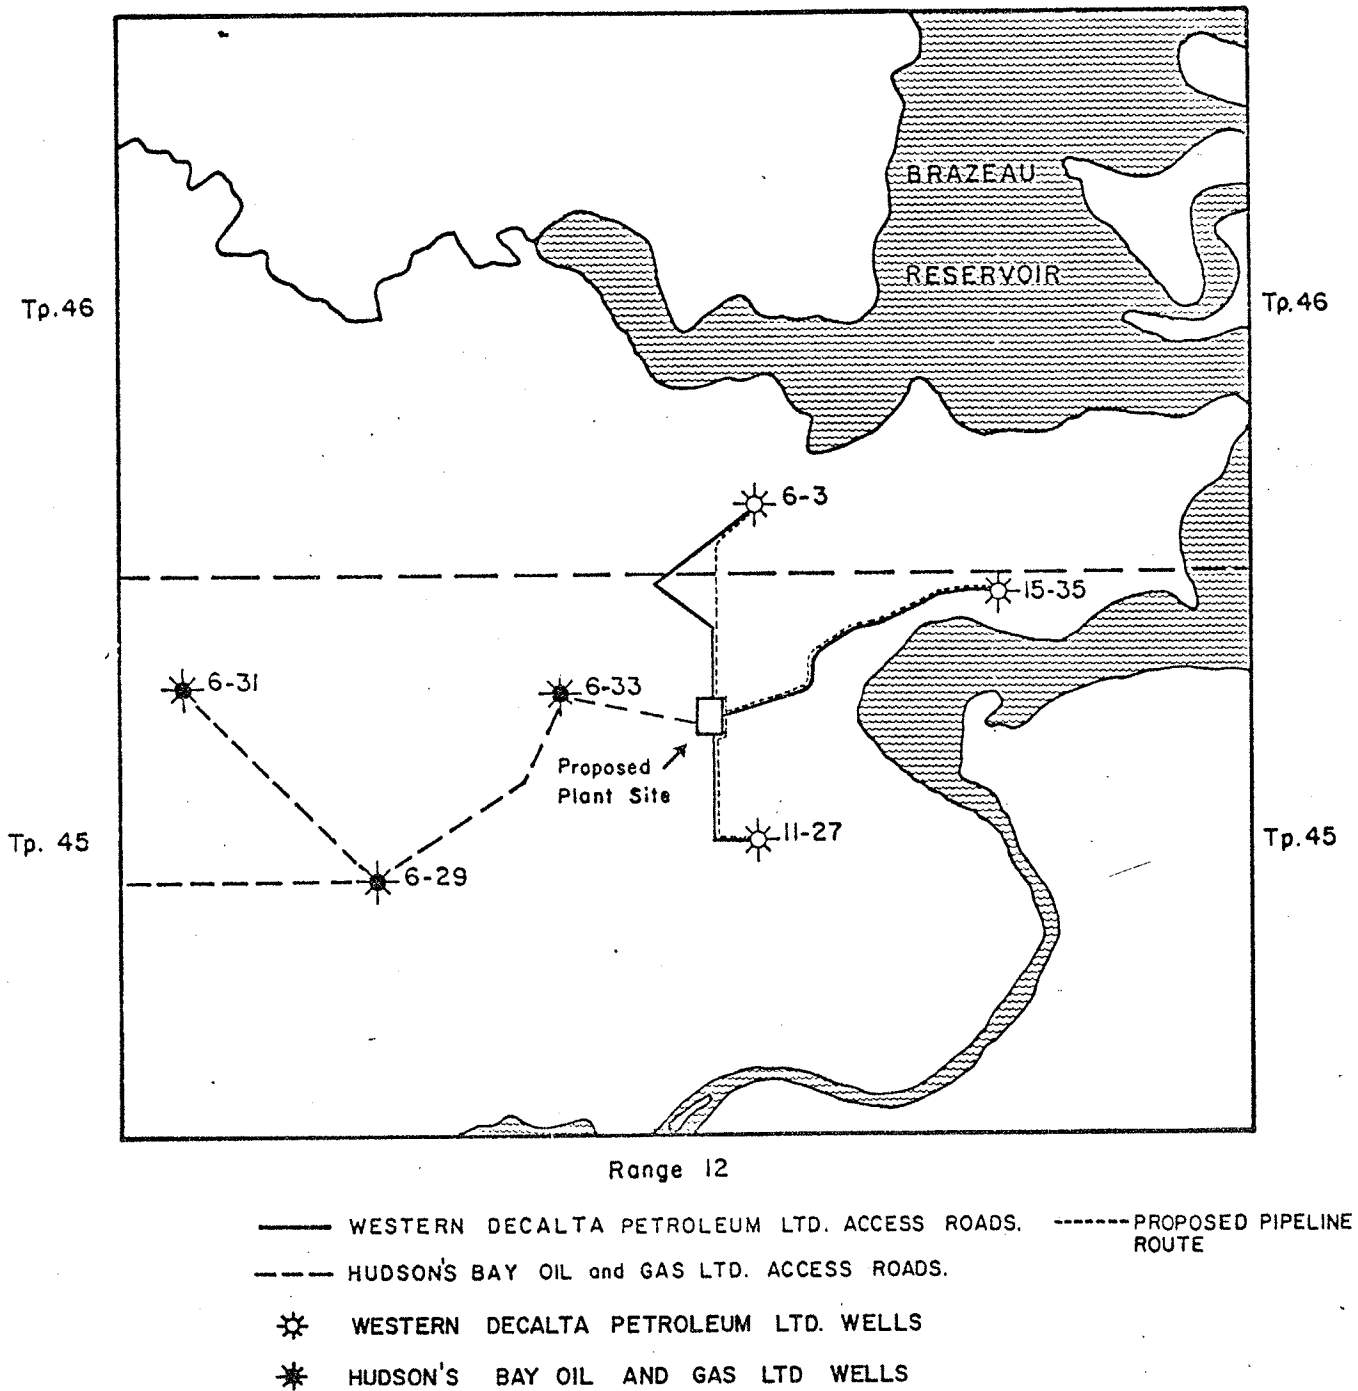 BRAZEAU
RESERVOIR
Tp.46
Tp.46
6-3
15-35
6-31
6-33
Proposed
Plant Site
11-27
Tp. 45
Tp.45
6-29
Range 12
WESTERN DECALTA PETROLEUM LTD. ACCESS ROADS.
PROPOSED PIPELINE
ROUTE
HUDSON'S BAY OIL and GAS LTD. ACCESS ROADS.
WESTERN DECALTA PETROLEUM LTD. WELLS
HUDSON'S BAY OIL AND GAS LTD WELLS